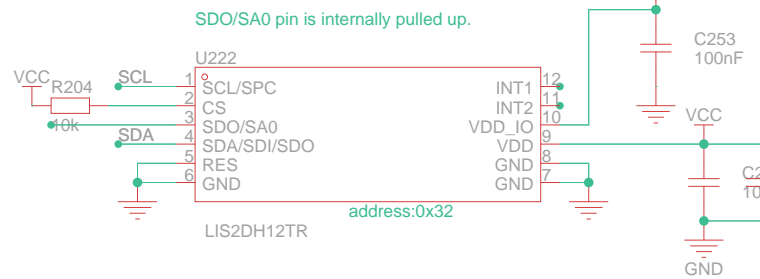 SDO/SA0 pin is internally pulled up.
U222
C253
100nF
VCC
R204
10k
SCL
SDA
1 SCL/SPC
2 CS
3 SDO/SA0
4 SDA/SDI/SDO
5 RES
6 GND
INT1 12
INT2 11
VDD_IO 10
VDD 9
GND 8
GND 7
VCC
address:0x32
LIS2DH12TR
GND